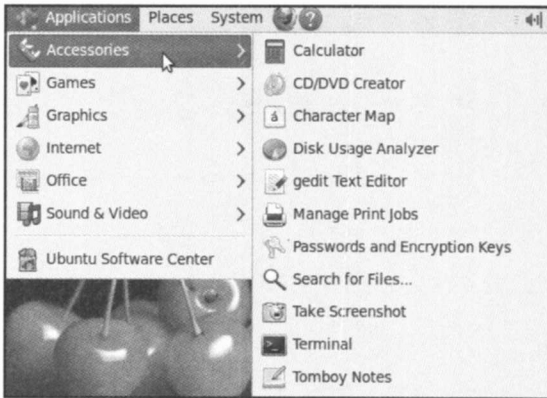 Applications Places System
Accessories
Games
Graphics
Internet
Office
Sound & Video
Ubuntu Software Center
Calculator
CD/DVD Creator
Character Map
Disk Usage Analyzer
gedit Text Editor
Manage Print Jobs
Passwords and Encryption Keys
Search for Files...
Take Screenshot
Terminal
Tomboy Notes